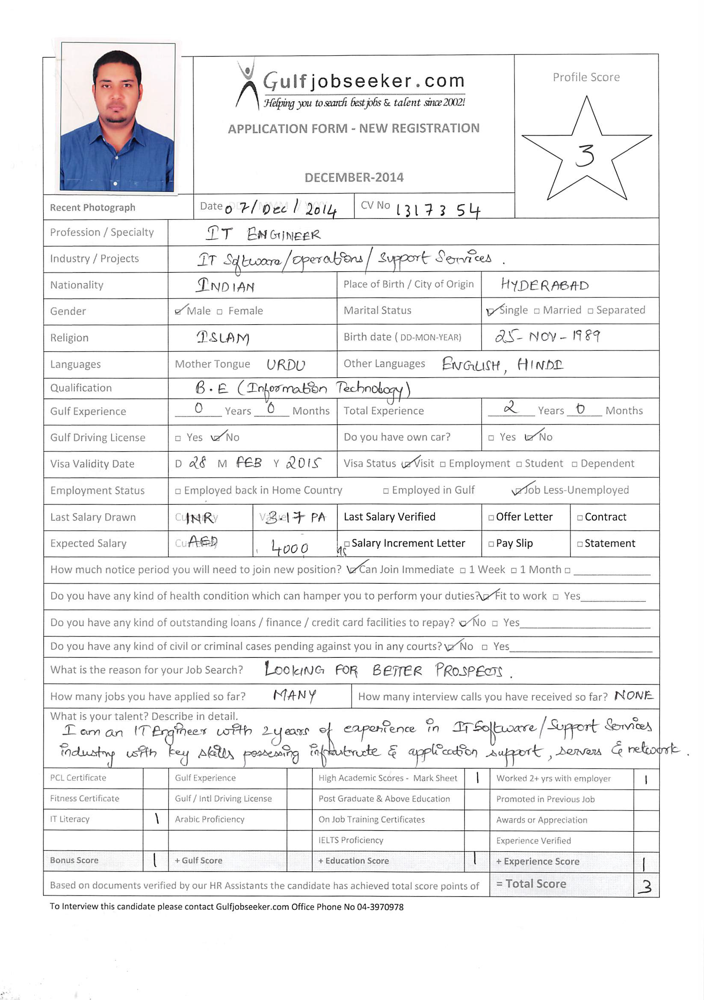 Gulfjobseeker.com
Helping you to search best jobs & talent since 2002!
APPLICATION FORM - NEW REGISTRATION
DECEMBER-2014
Profile Score
3
Recent Photograph
Date 07/Dec/2014 CV No 1317354
Profession / Specialty IT ENGINEER
Industry / Projects IT Software/operations/Support Services.
Nationality INDIAN Place of Birth / City of Origin HYDERABAD
Gender ☑ Male ☐ Female Marital Status ☑ Single ☐ Married ☐ Separated
Religion ISLAM Birth date ( DD-MON-YEAR) 25-NOV-1989
Languages Mother Tongue URDU Other Languages ENGLISH, HINDI
Qualification B.E (Information Technology)
Gulf Experience 0 Years 0 Months Total Experience 2 Years 0 Months
Gulf Driving License ☐ Yes ☑ No Do you have own car? ☐ Yes ☑ No
Visa Validity Date D 28 M FEB Y 2015 Visa Status ☑ Visit ☐ Employment ☐ Student ☐ Dependent
Employment Status ☐ Employed back in Home Country ☐ Employed in Gulf ☑ Job Less-Unemployed
Last Salary Drawn Currency INR Value 3.17 PA Last Salary Verified ☐ Offer Letter ☐ Contract
Expected Salary Currency AED 4000 ☐ Salary Increment Letter ☐ Pay Slip ☐ Statement
How much notice period you will need to join new position? ☑ Can Join Immediate ☐ 1 Week ☐ 1 Month ☐
Do you have any kind of health condition which can hamper you to perform your duties? ☑ Fit to work ☐ Yes
Do you have any kind of outstanding loans / finance / credit card facilities to repay? ☑ No ☐ Yes
Do you have any kind of civil or criminal cases pending against you in any courts? ☑ No ☐ Yes
What is the reason for your Job Search? LOOKING FOR BETTER PROSPECTS.
How many jobs you have applied so far? MANY How many interview calls you have received so far? NONE
What is your talent? Describe in detail.
I am an IT Engineer with 2 years of experience in IT Software/Support Services
industry with key skills possessing infrastructe & application support, servers & network.
PCL Certificate Gulf Experience High Academic Scores - Mark Sheet 1 Worked 2+ yrs with employer 1
Fitness Certificate Gulf / Intl Driving License Post Graduate & Above Education Promoted in Previous Job
IT Literacy 1 Arabic Proficiency On Job Training Certificates Awards or Appreciation
IELTS Proficiency Experience Verified
Bonus Score 1 + Gulf Score + Education Score 1 + Experience Score 1
Based on documents verified by our HR Assistants the candidate has achieved total score points of = Total Score 3
To Interview this candidate please contact Gulfjobseeker.com Office Phone No 04-3970978